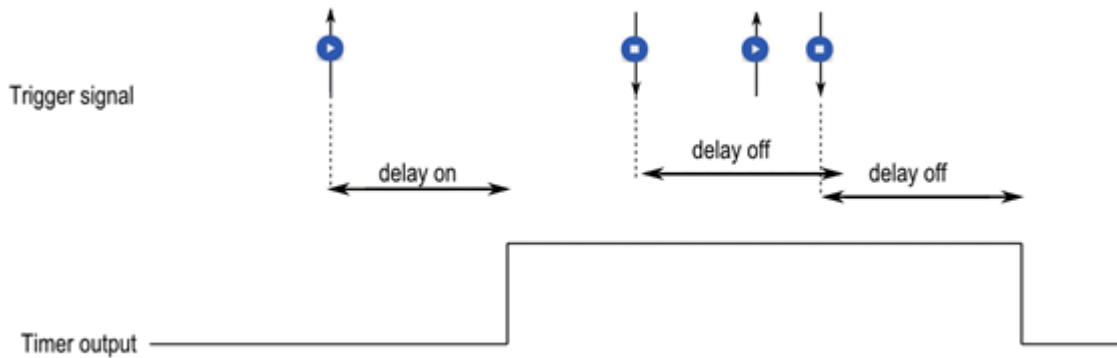 Trigger signal
delay on
delay off
delay off
Timer output